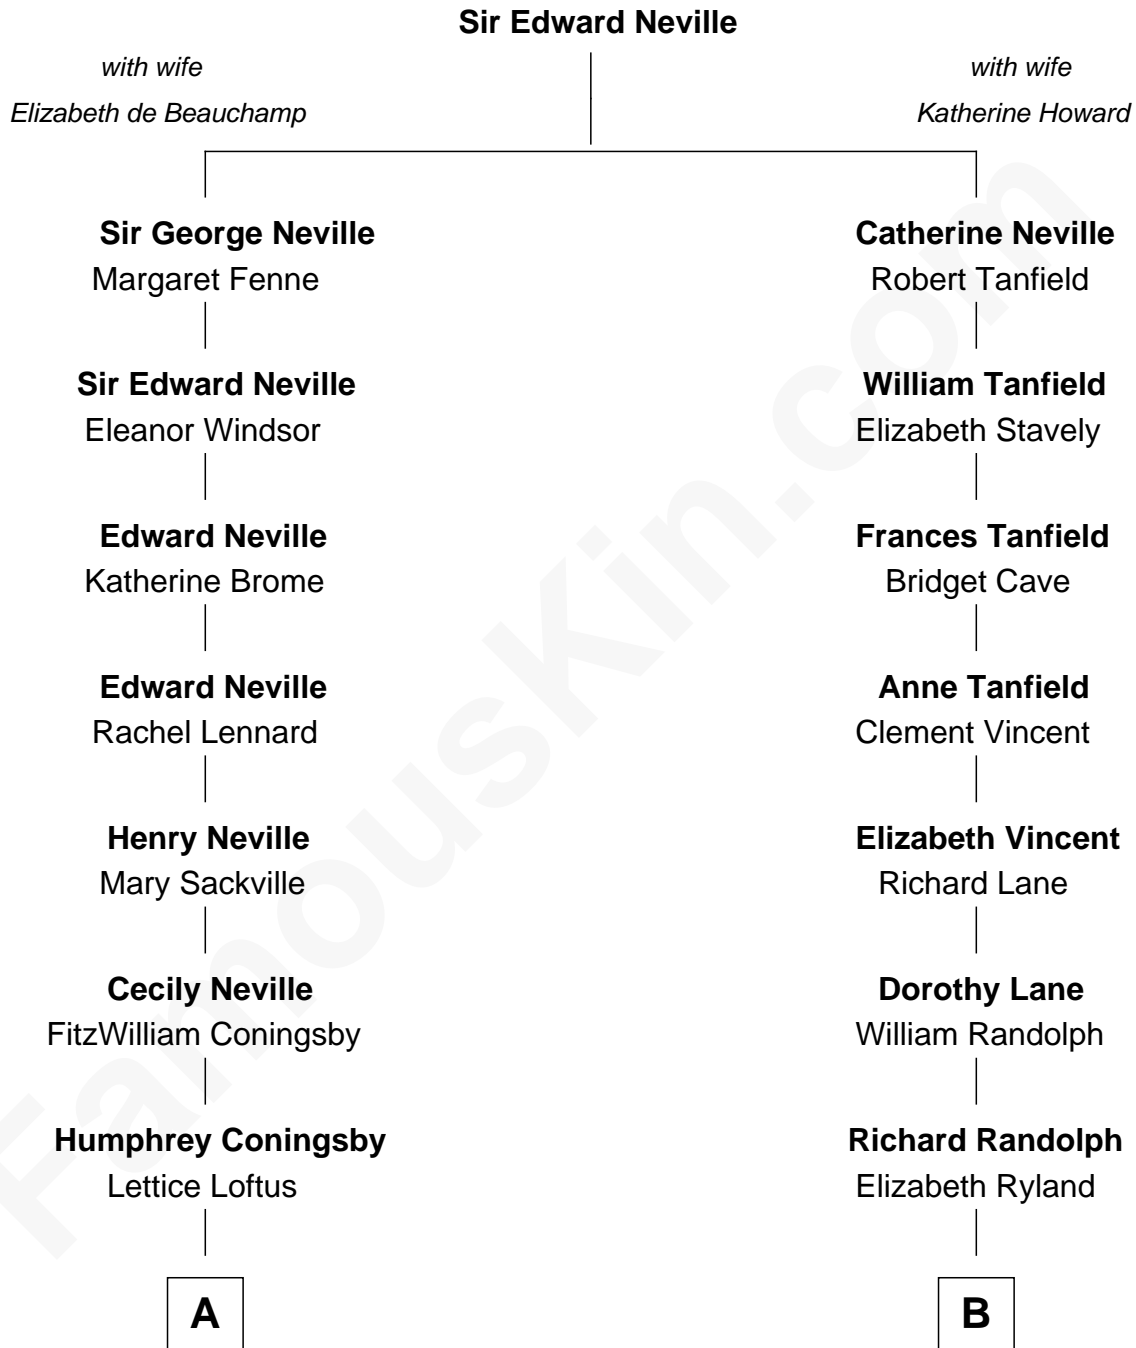 Sir Edward Neville
with wife
Elizabeth de Beauchamp
with wife
Katherine Howard
Sir George Neville
Margaret Fenne
Catherine Neville
Robert Tanfield
Sir Edward Neville
Eleanor Windsor
William Tanfield
Elizabeth Stavely
Edward Neville
Katherine Brome
Frances Tanfield
Bridget Cave
Edward Neville
Rachel Lennard
Anne Tanfield
Clement Vincent
Henry Neville
Mary Sackville
Elizabeth Vincent
Richard Lane
Cecily Neville
FitzWilliam Coningsby
Dorothy Lane
William Randolph
Humphrey Coningsby
Lettice Loftus
Richard Randolph
Elizabeth Ryland
A
B
FamousKin.com